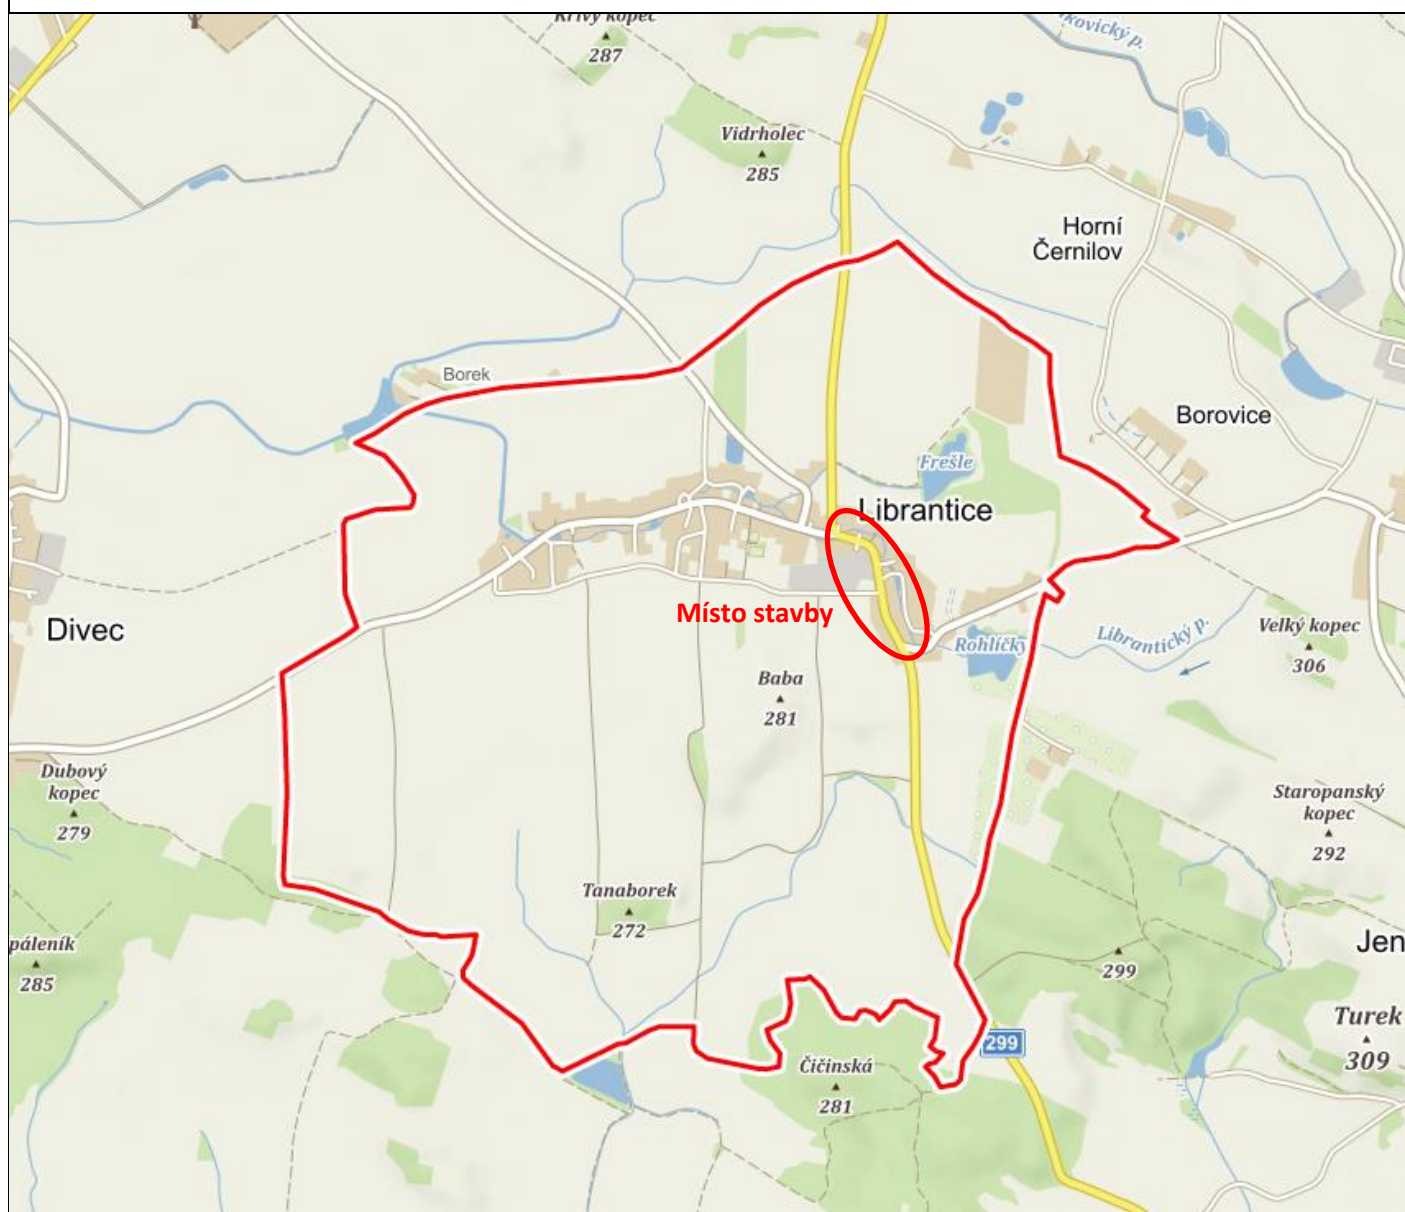 Křivý kopec
287
kovický p.
Vidrholec
285
Horní
Černilov
Borek
Borovice
Frešle
Librantice
Místo stavby
Divec
Rohlíčky
Librantický p.
Velký kopec
306
Baba
281
Dubový
kopec
279
Staropanský
kopec
292
Tanaborek
272
páleník
285
299
Jen
Turek
309
299
Čičinská
281